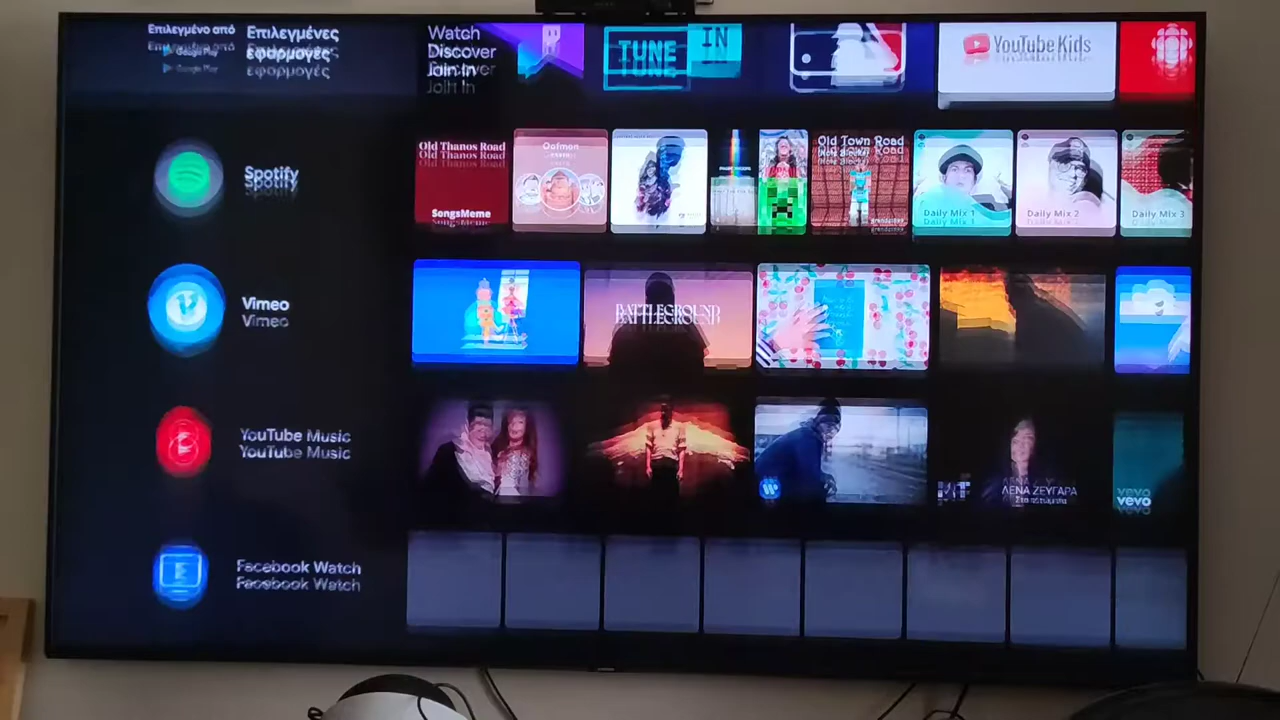 Επιλεγμένο από
Google Play
Επιλεγμένες
εφαρμογές
Watch
Discover
Join In
TUNE
IN
YouTube Kids
Spotify
Old Thanos Road
SongsMeme
Oofmon
Old Town Road
Daily Mix 1
Daily Mix 2
Daily Mix 3
Vimeo
BATTLEGROUND
YouTube Music
ΛΕΝΑ ΖΕΥΓΑΡΑ
vevo
Facebook Watch